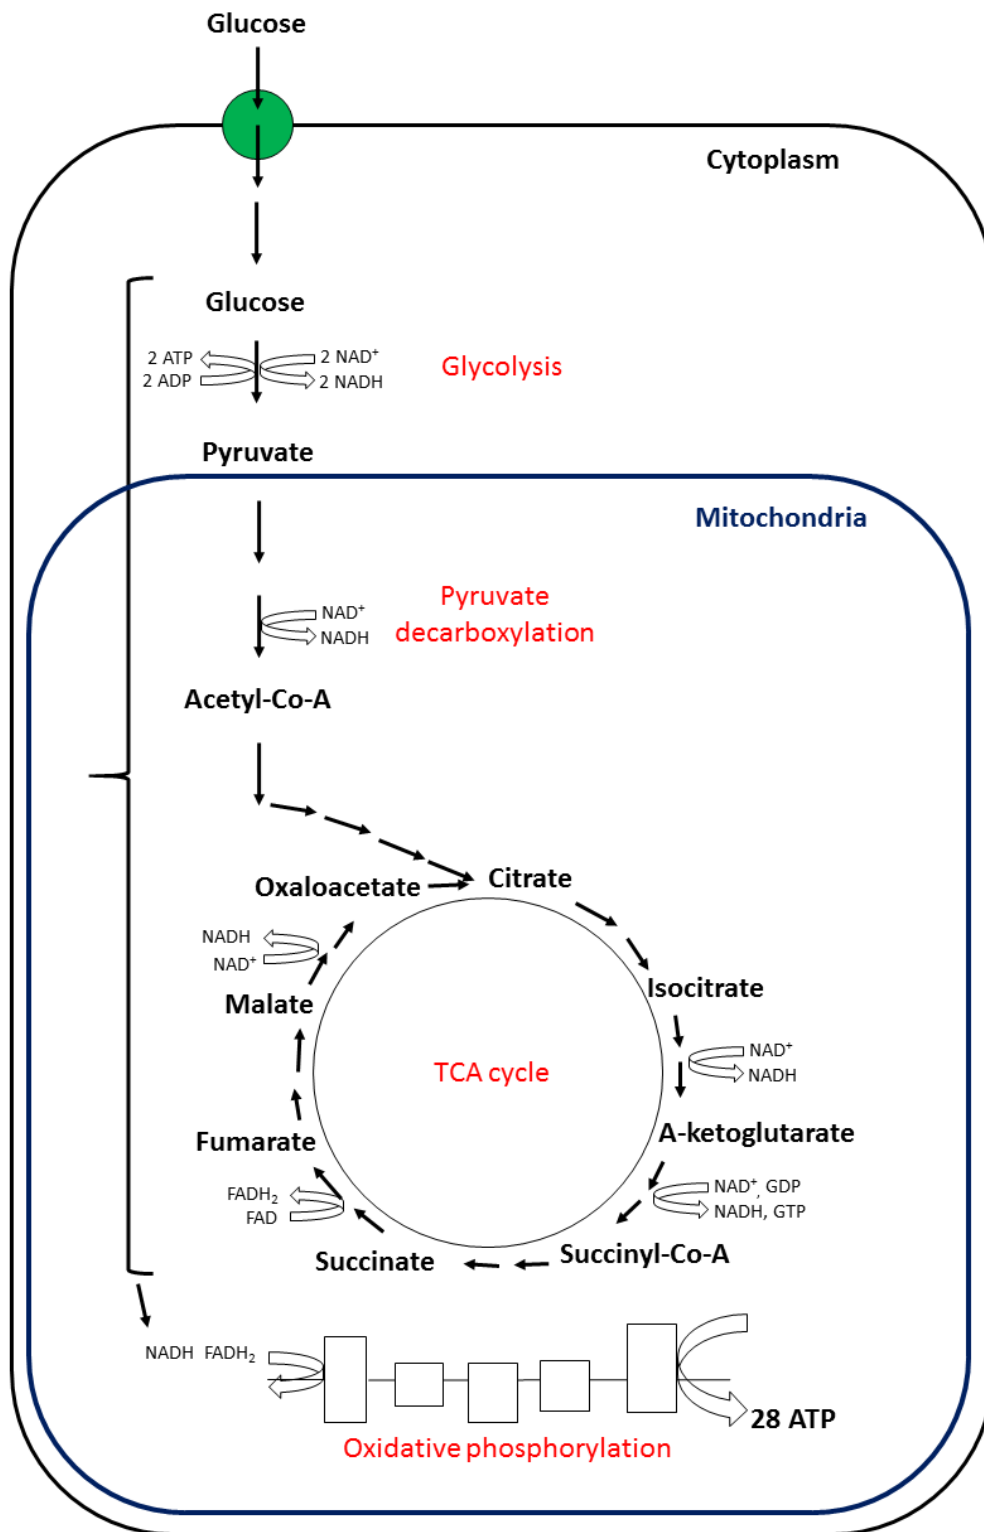 Glucose
Cytoplasm
Glucose
2 ATP
2 ADP
2 NAD⁺
2 NADH
Glycolysis
Pyruvate
Mitochondria
NAD⁺
NADH
Pyruvate
decarboxylation
Acetyl-Co-A
Oxaloacetate
Citrate
NADH
NAD⁺
Malate
Isocitrate
TCA cycle
NAD⁺
NADH
Fumarate
A-ketoglutarate
FADH₂
FAD
NAD⁺, GDP
NADH, GTP
Succinate
Succinyl-Co-A
NADH FADH₂
28 ATP
Oxidative phosphorylation